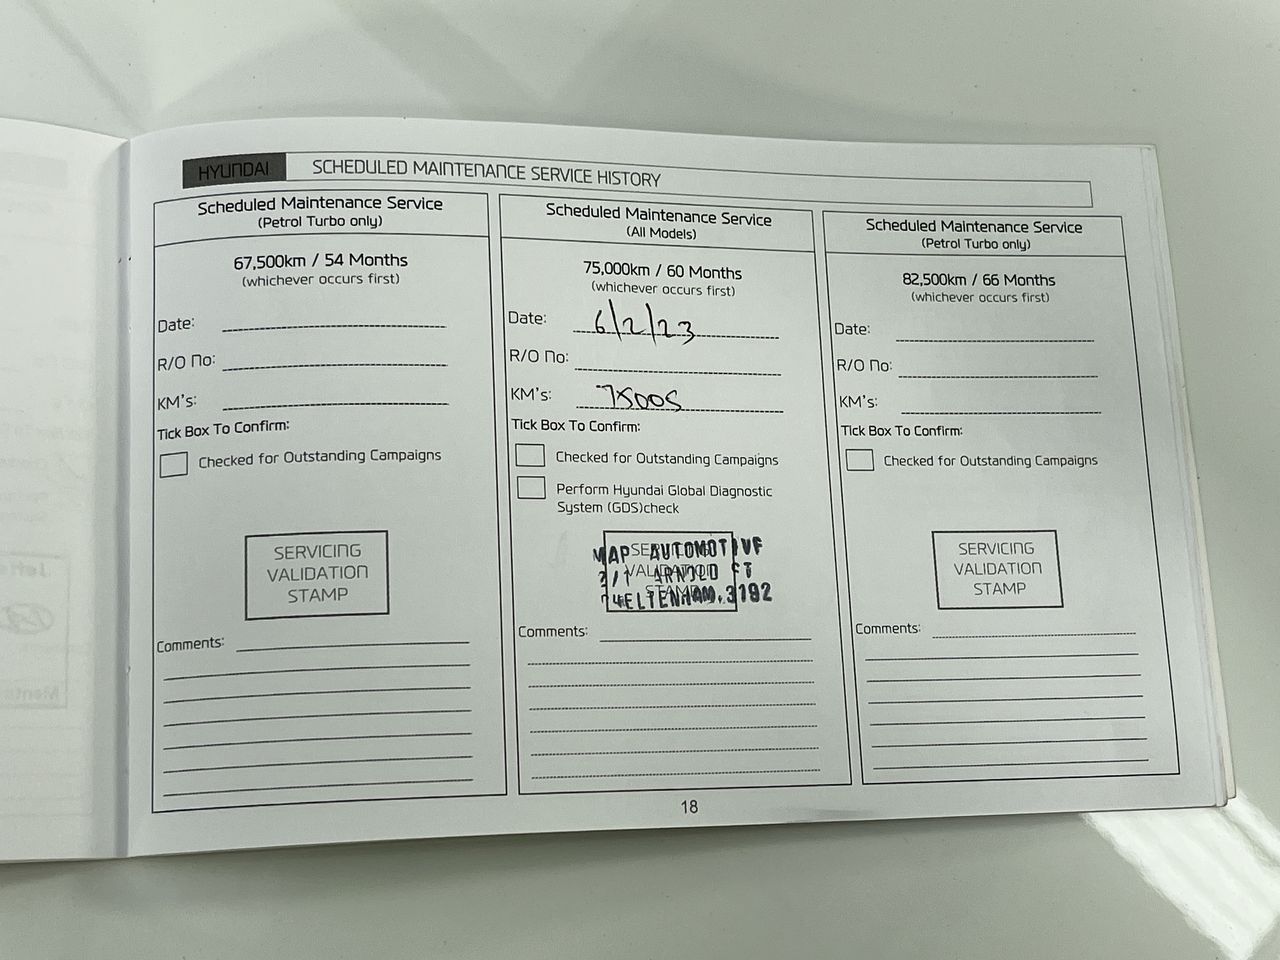 HYUNDAI SCHEDULED MAINTENANCE SERVICE HISTORY
Scheduled Maintenance Service
(Petrol Turbo only)
67,500km / 54 Months
(whichever occurs first)
Date:
R/O No:
KM's:
Tick Box To Confirm:
Checked for Outstanding Campaigns
SERVICING
VALIDATION
STAMP
Comments:
Scheduled Maintenance Service
(All Models)
75,000km / 60 Months
(whichever occurs first)
Date: 6/2/23
R/O No:
KM's: 75005
Tick Box To Confirm:
Checked for Outstanding Campaigns
Perform Hyundai Global Diagnostic
System (GDS)check
SERVICING
VALIDATION
STAMP
MAP AUTOMOTIVE
CHELTENHAM.3192
Comments:
Scheduled Maintenance Service
(Petrol Turbo only)
82,500km / 66 Months
(whichever occurs first)
Date:
R/O No:
KM's:
Tick Box To Confirm:
Checked for Outstanding Campaigns
SERVICING
VALIDATION
STAMP
Comments:
18